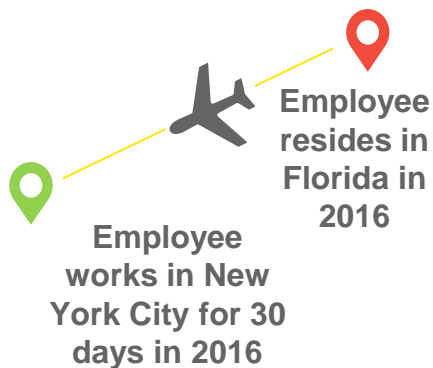 Employee
resides in
Florida in
2016
Employee
works in New
York City for 30
days in 2016